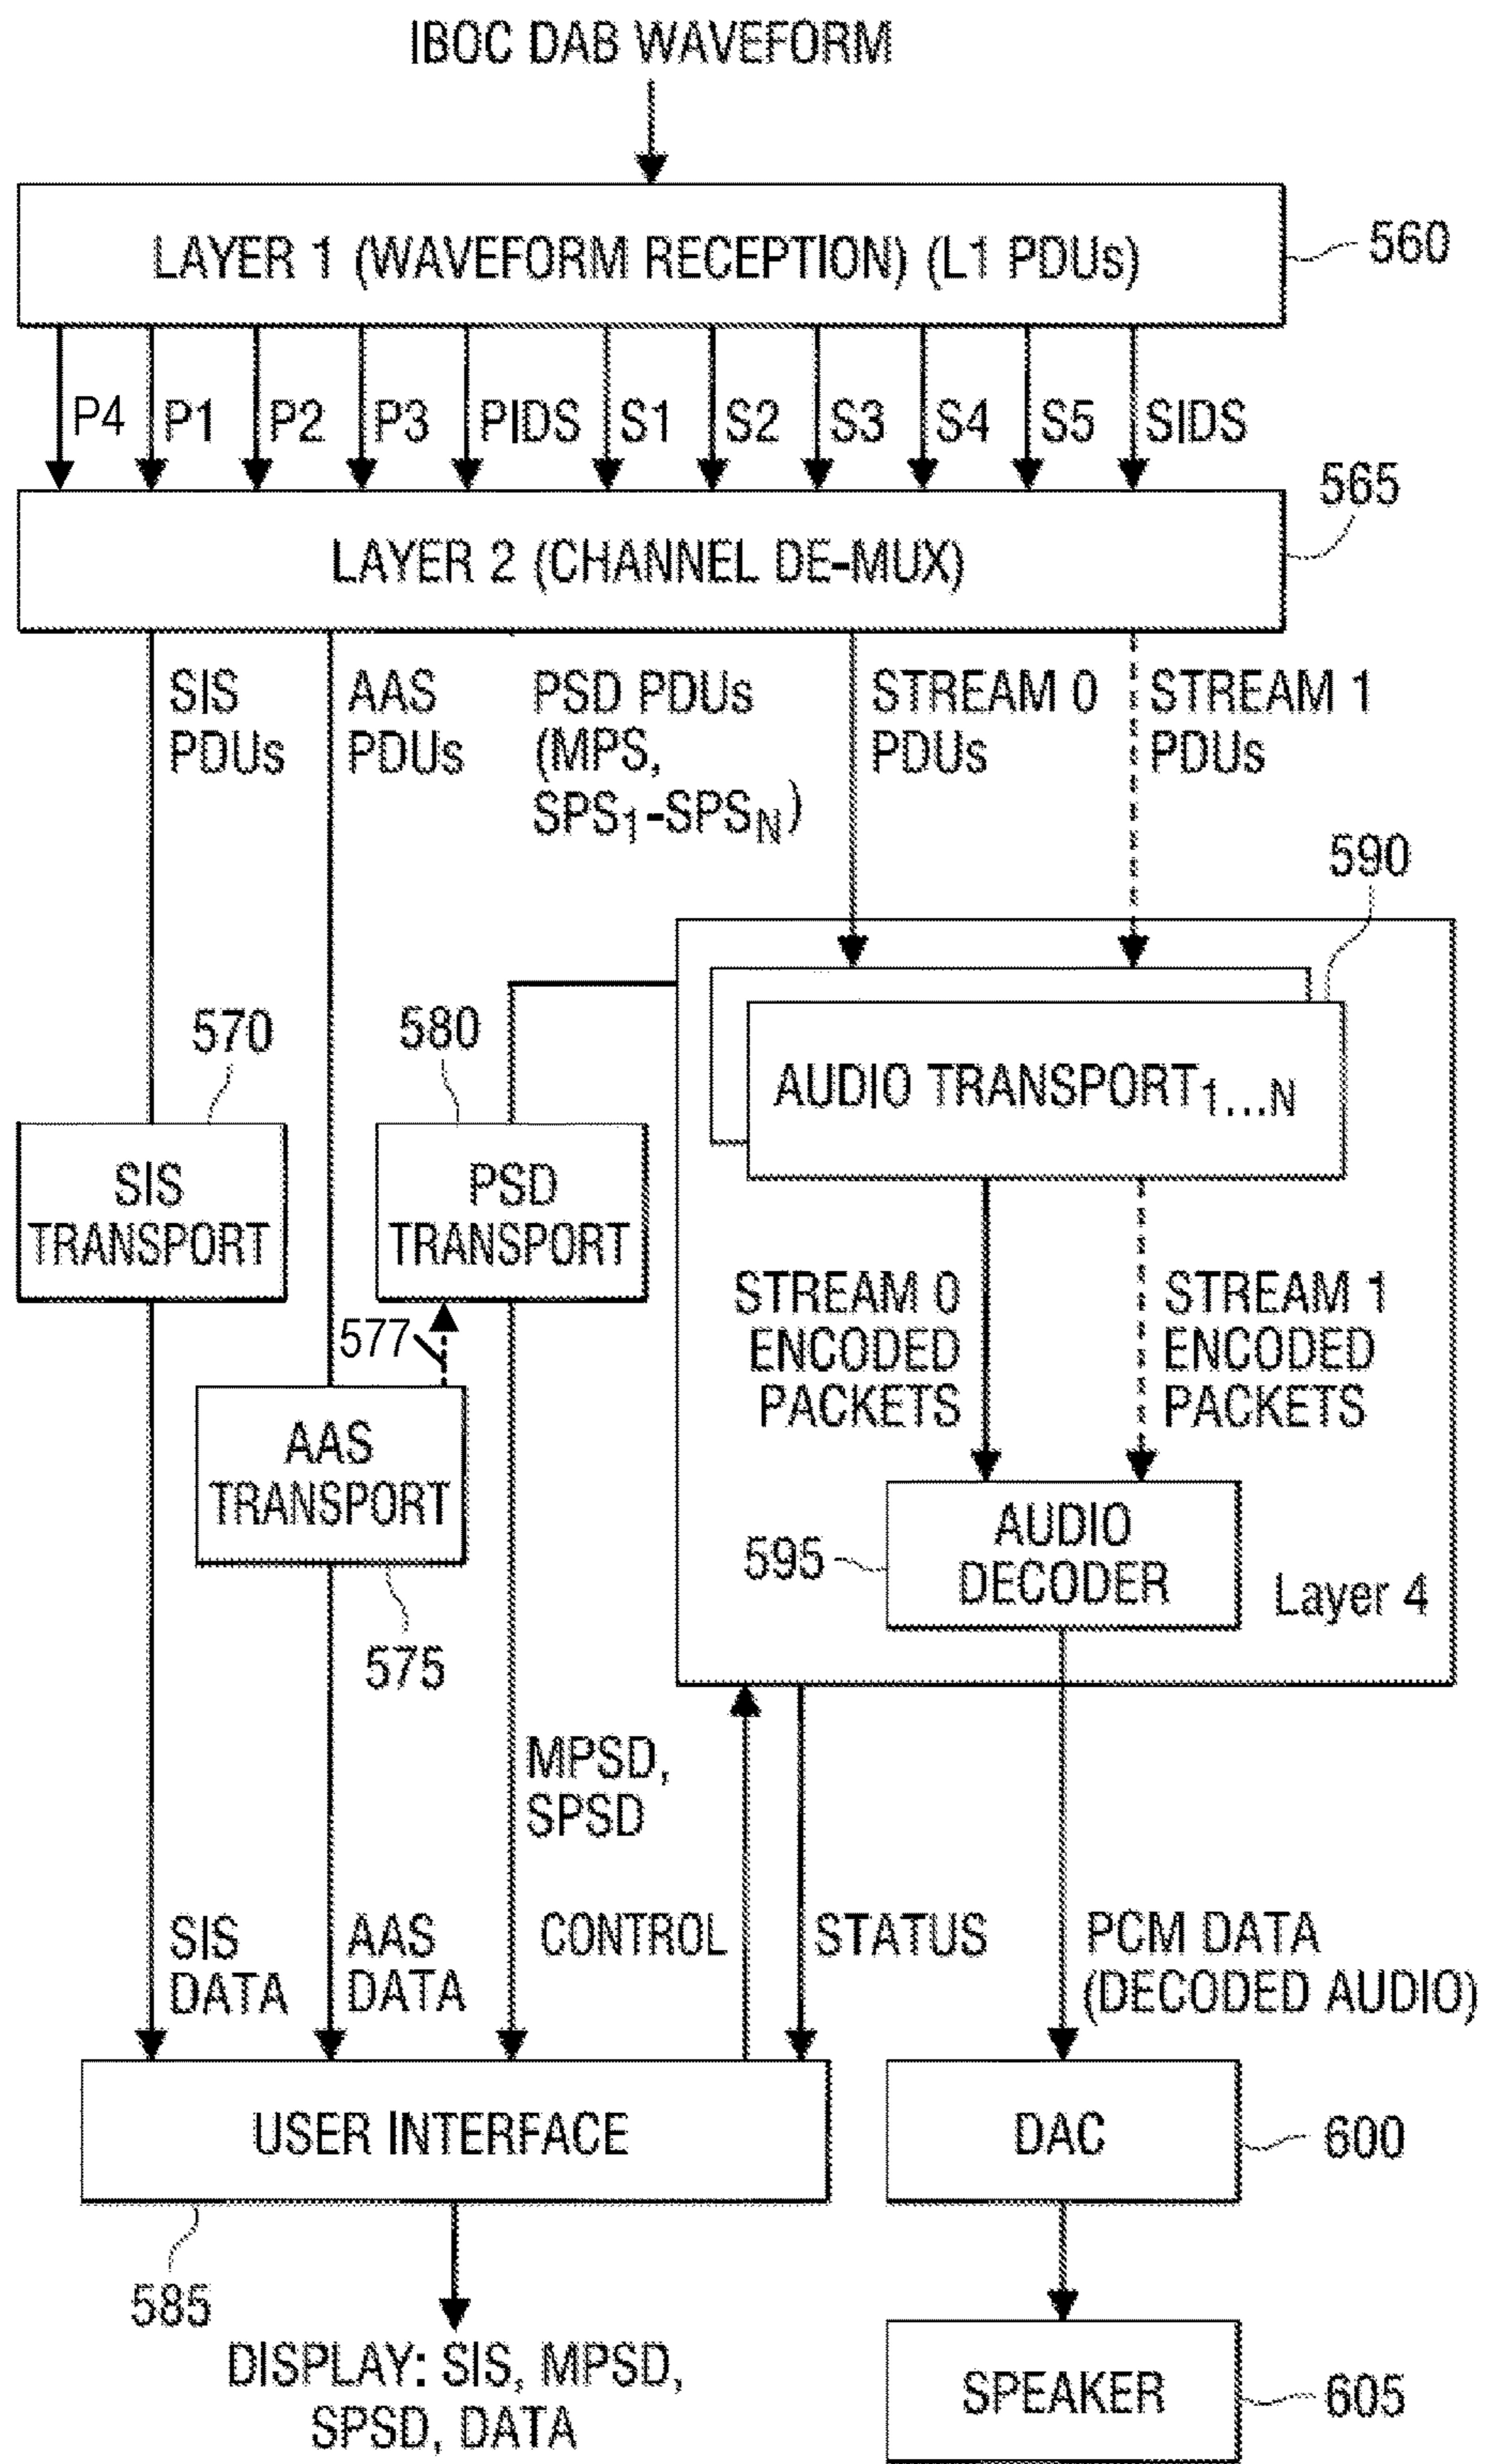 IBOC DAB WAVEFORM
LAYER 1 (WAVEFORM RECEPTION) (L1 PDUs)
560
P4
P1
P2
P3
PIDS
S1
S2
S3
S4
S5
SIDS
565
LAYER 2 (CHANNEL DE-MUX)
SIS
PDUs
AAS
PDUs
PSD PDUs
(MPS,
SPS1-SPSN)
STREAM 0
PDUs
STREAM 1
PDUs
590
570
580
AUDIO TRANSPORT1...N
SIS
TRANSPORT
PSD
TRANSPORT
577
STREAM 0
ENCODED
PACKETS
STREAM 1
ENCODED
PACKETS
AAS
TRANSPORT
575
595
AUDIO
DECODER
Layer 4
MPSD,
SPSD
SIS
DATA
AAS
DATA
CONTROL
STATUS
PCM DATA
(DECODED AUDIO)
USER INTERFACE
585
DAC
600
DISPLAY: SIS, MPSD,
SPSD, DATA
SPEAKER
605